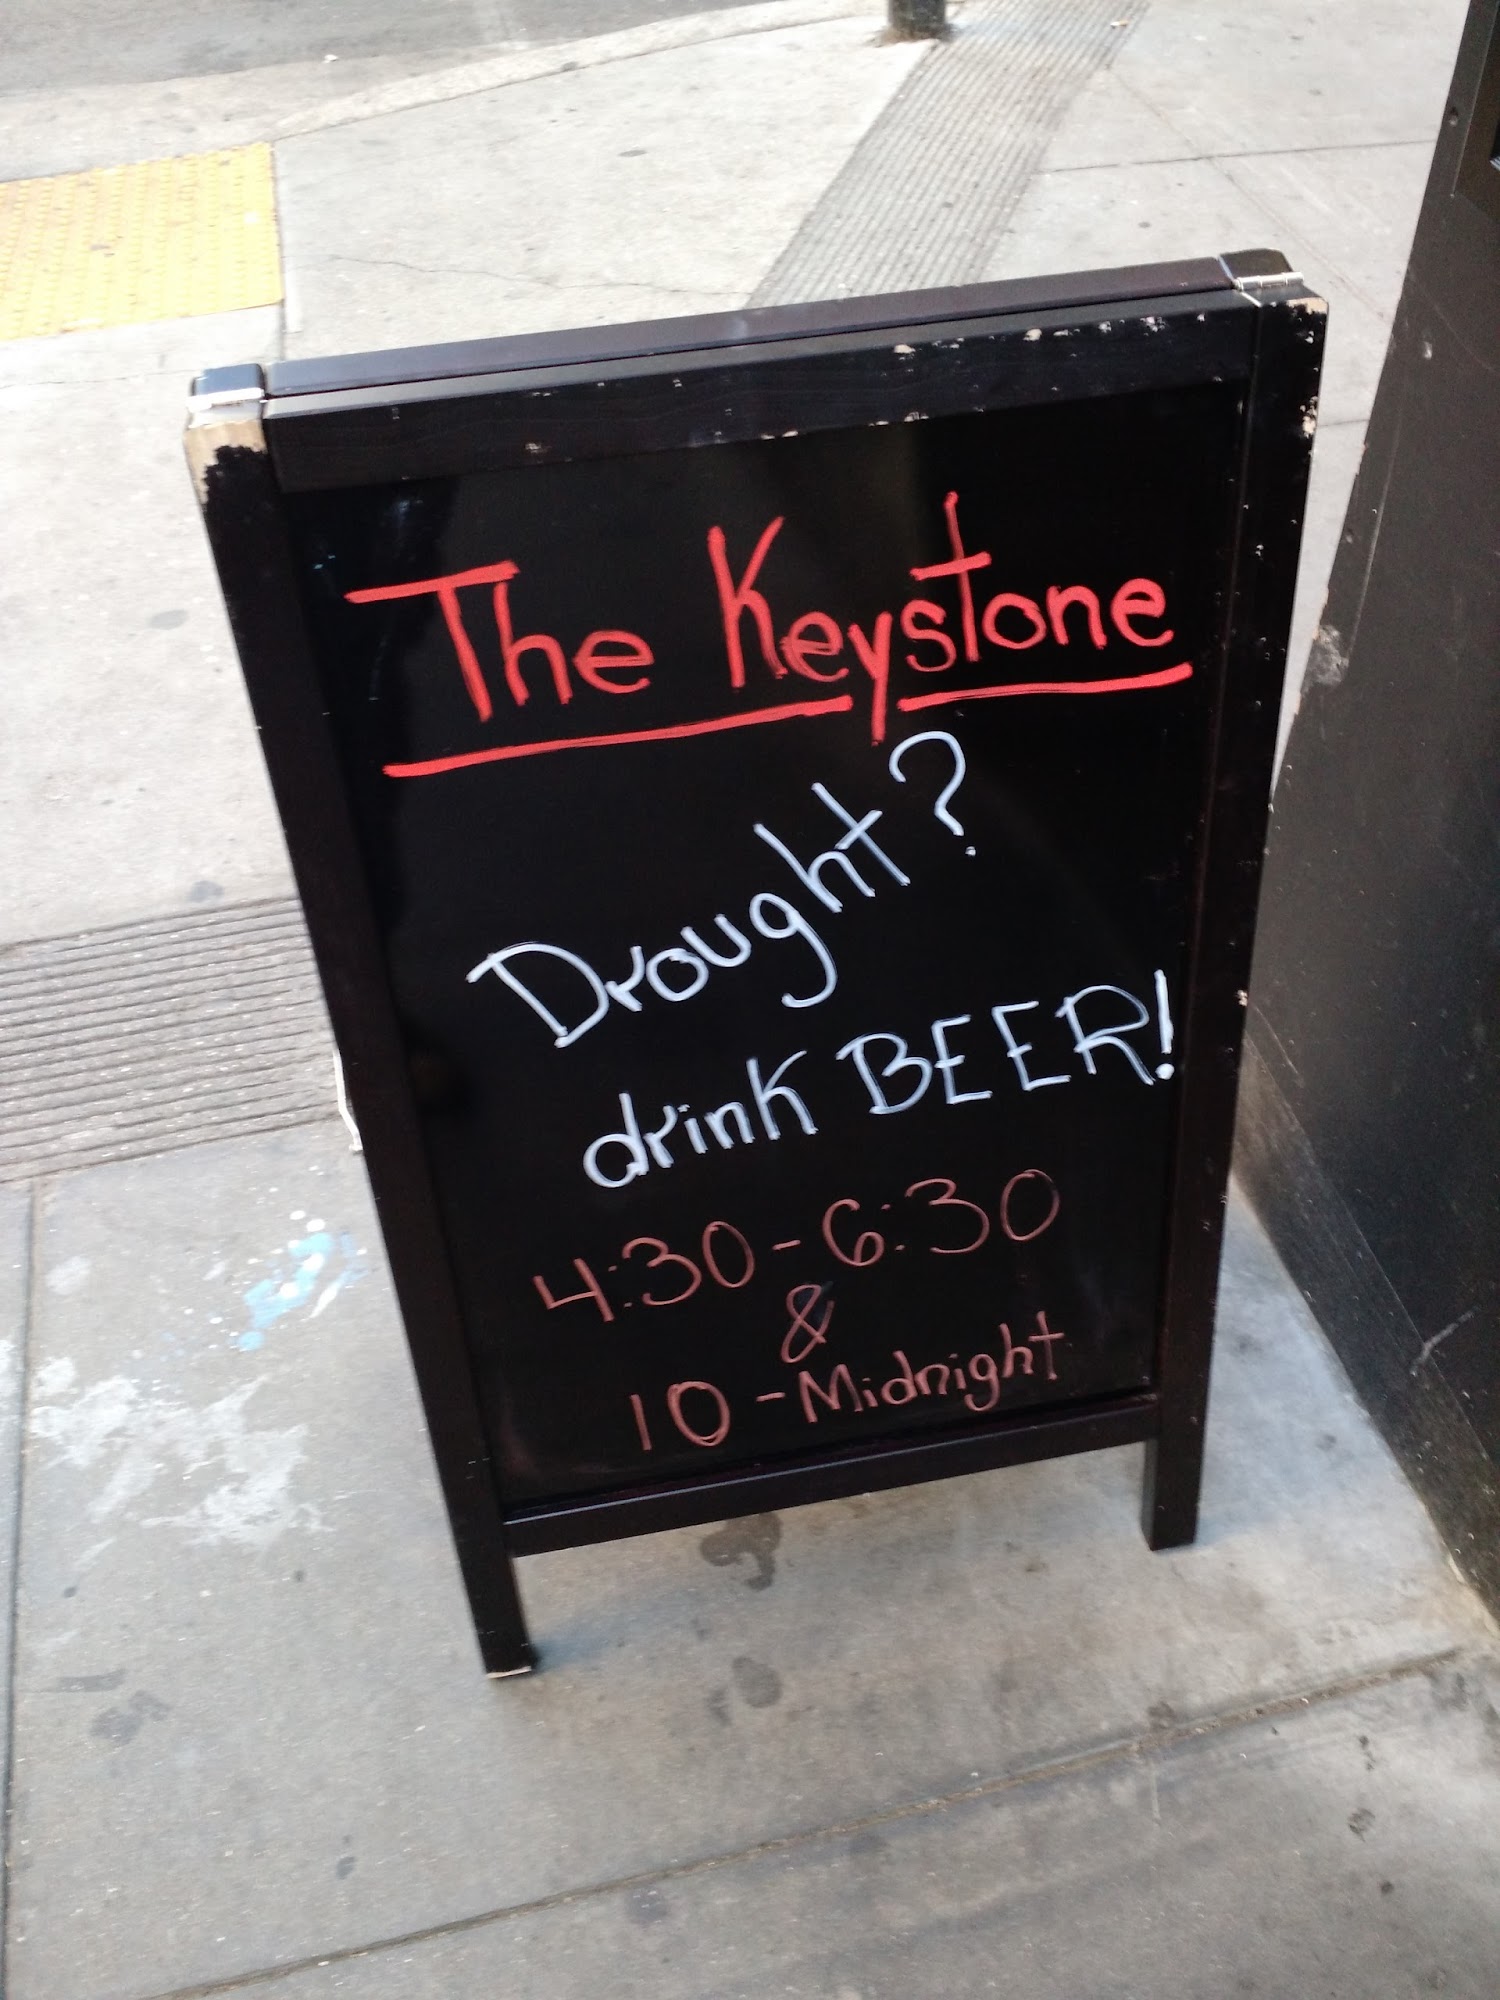 The Keystone
Drought?
drink BEER!
4:30-6:30
&
10-Midnight